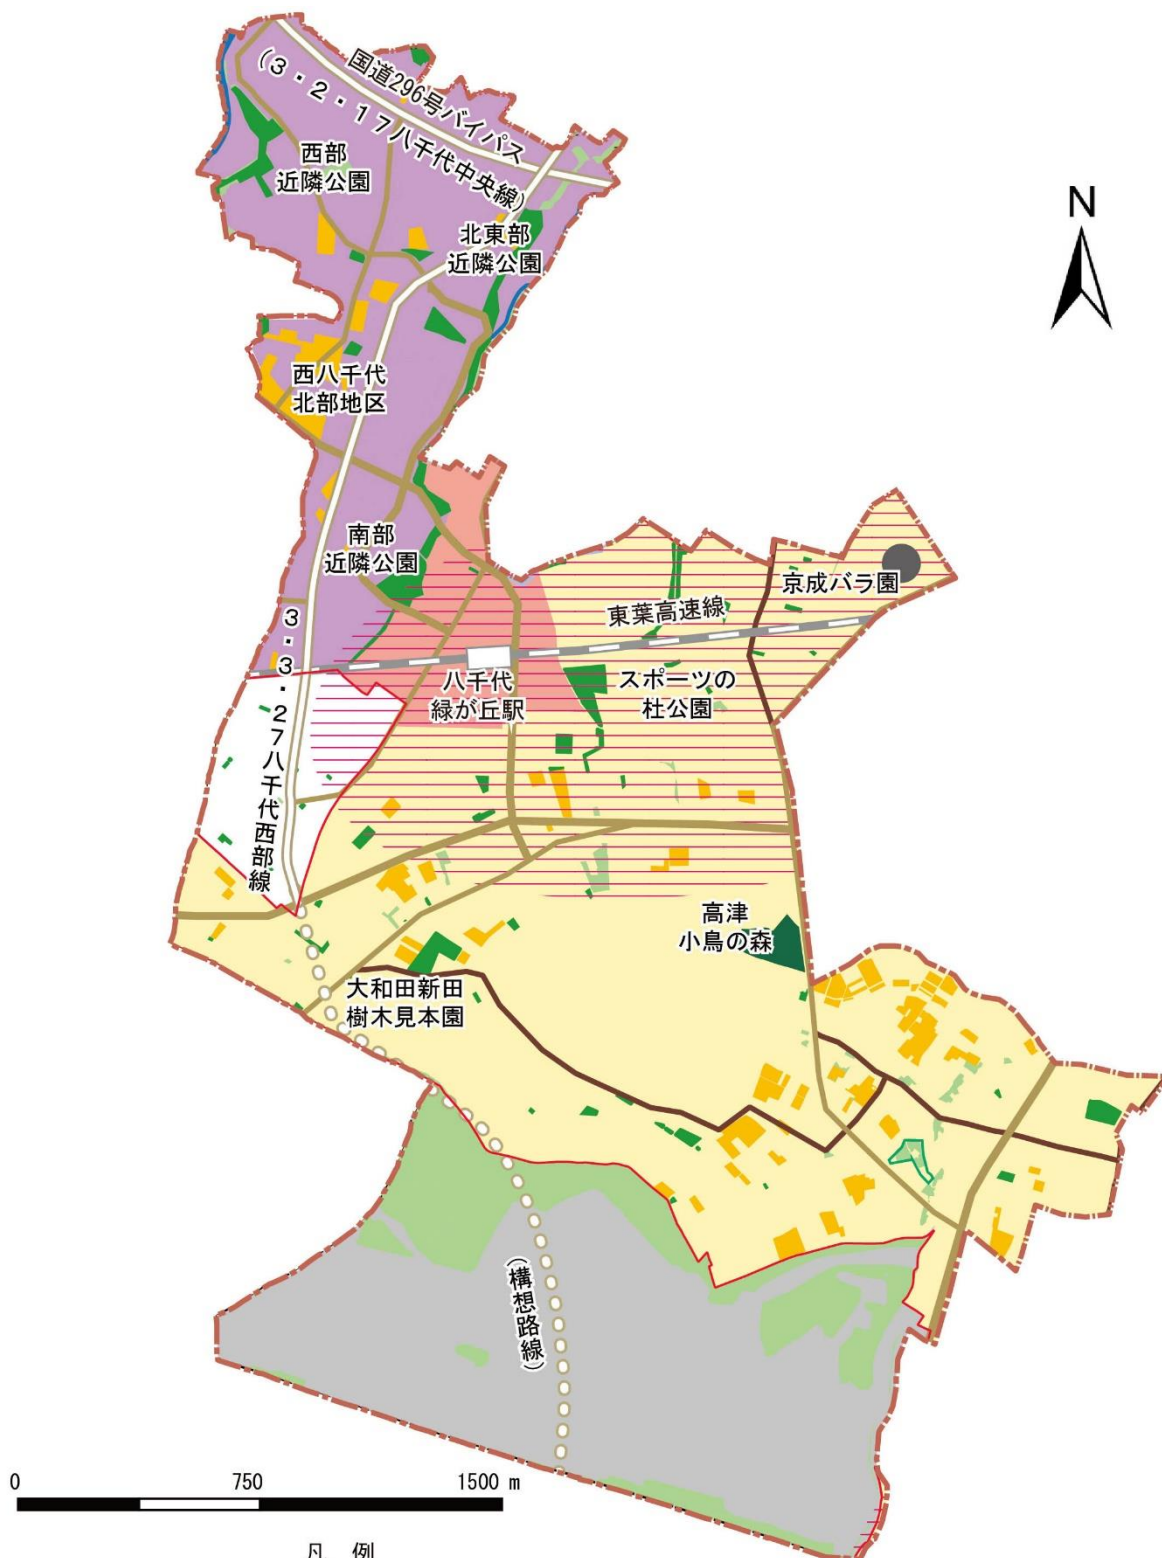 国道296号バイパス
(3・2・17八千代中央線)
N
西部
近隣公園
北東部
近隣公園
西八千代
北部地区
南部
近隣公園
京成バラ園
東葉高速線
3・3・27八千代西部線
八千代
緑が丘駅
スポーツの
杜公園
高津
小鳥の森
大和田新田
樹木見本園
(構想路線)
0 750 1500 m
凡 例